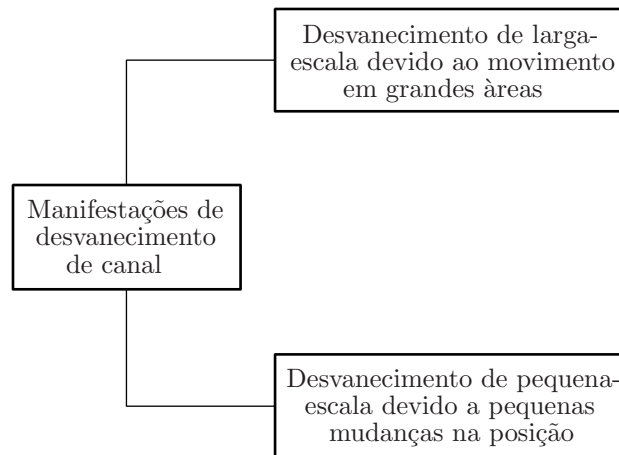 Desvanecimento de larga-
escala devido ao movimento
em grandes àreas
Manifestações de
desvanecimento
de canal
Desvanecimento de pequena-
escala devido a pequenas
mudanças na posição